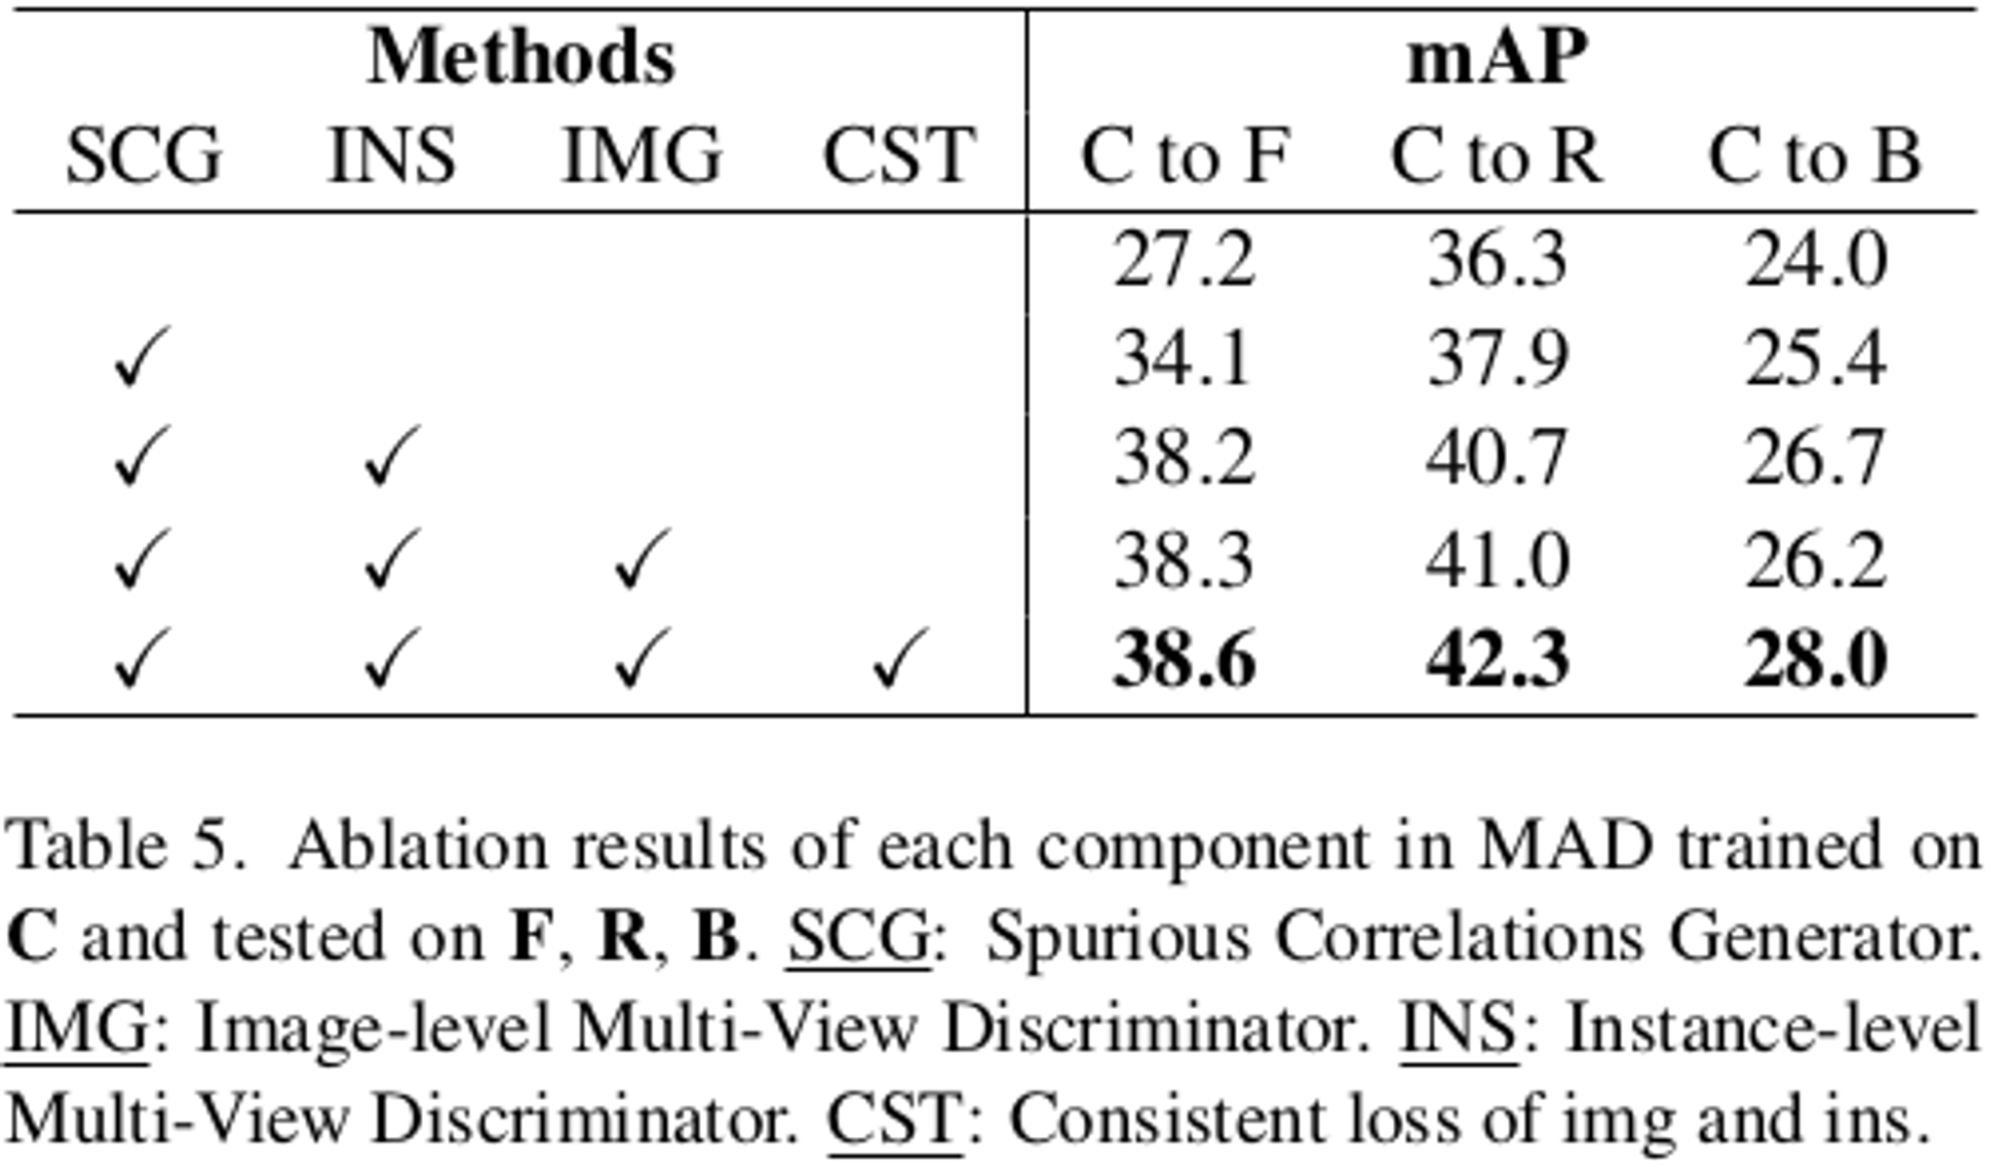 Methods mAP
SCG INS IMG CST C to F C to R C to B
27.2 36.3 24.0
✓ 34.1 37.9 25.4
✓ ✓ 38.2 40.7 26.7
✓ ✓ ✓ 38.3 41.0 26.2
✓ ✓ ✓ ✓ 38.6 42.3 28.0
Table 5. Ablation results of each component in MAD trained on
C and tested on F, R, B. SCG: Spurious Correlations Generator.
IMG: Image-level Multi-View Discriminator. INS: Instance-level
Multi-View Discriminator. CST: Consistent loss of img and ins.